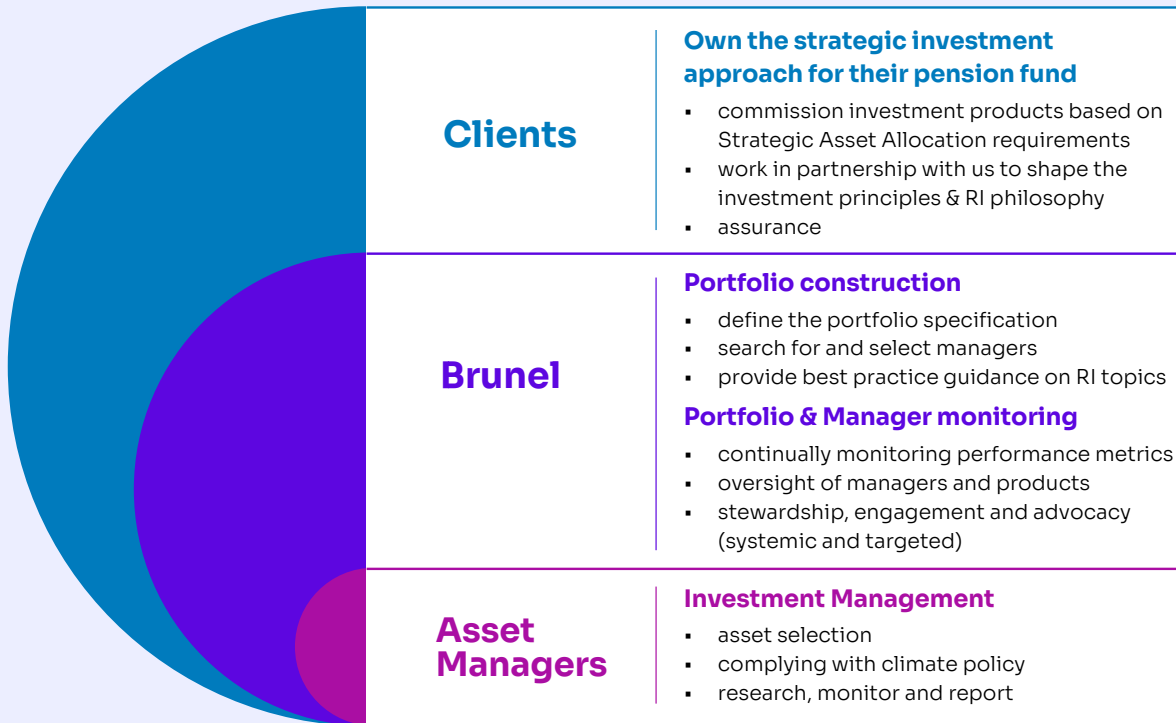 Clients
Own the strategic investment
approach for their pension fund
▪ commission investment products based on
Strategic Asset Allocation requirements
▪ work in partnership with us to shape the
investment principles & RI philosophy
▪ assurance
Brunel
Portfolio construction
▪ define the portfolio specification
▪ search for and select managers
▪ provide best practice guidance on RI topics
Portfolio & Manager monitoring
▪ continually monitoring performance metrics
▪ oversight of managers and products
▪ stewardship, engagement and advocacy
(systemic and targeted)
Asset
Managers
Investment Management
▪ asset selection
▪ complying with climate policy
▪ research, monitor and report